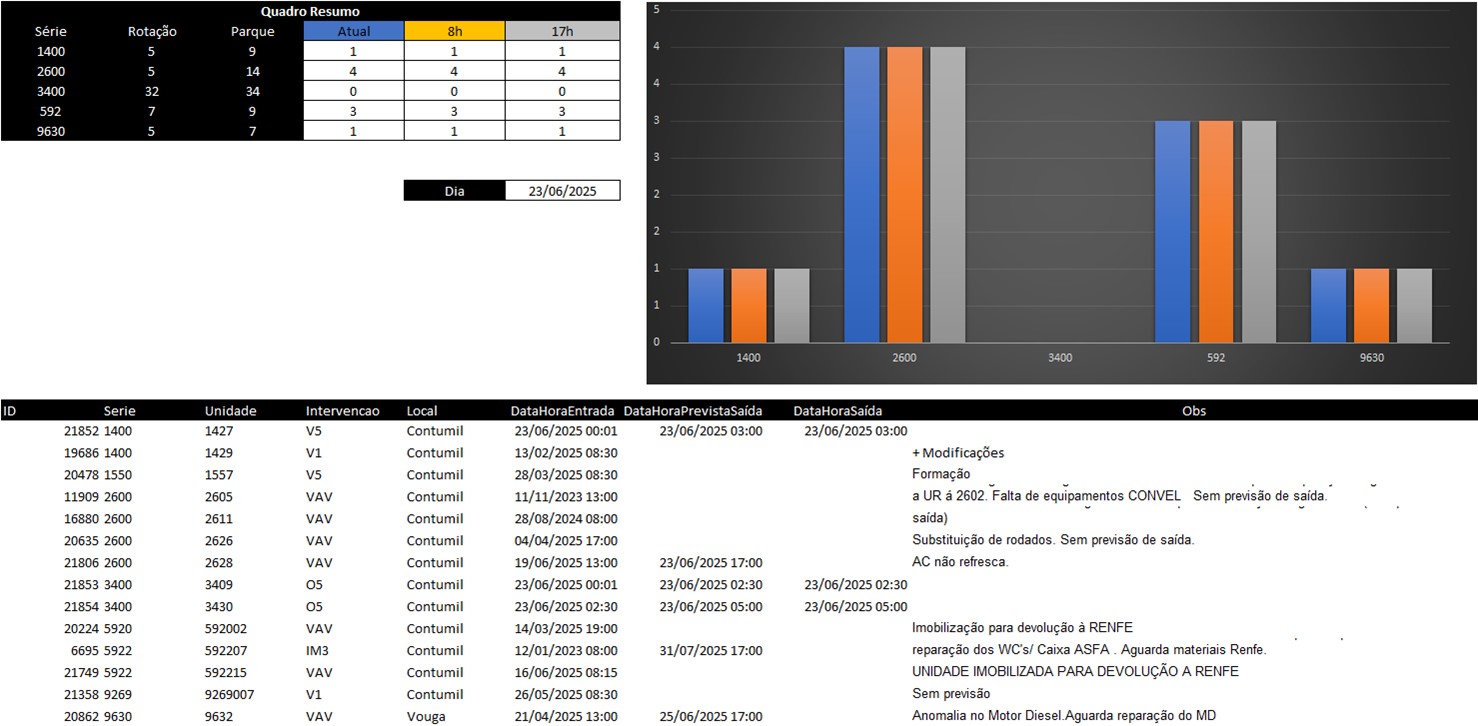 Quadro Resumo
Série Rotação Parque Atual 8h 17h
1400 5 9 1 1 1
2600 5 14 4 4 4
3400 32 34 0 0 0
592 7 9 3 3 3
9630 5 7 1 1 1
Dia 23/06/2025
5
4
4
3
3
2
2
1
1
0
1400 2600 3400 592 9630
ID Serie Unidade Intervencao Local DataHoraEntrada DataHoraPrevistaSaída DataHoraSaída Obs
21852 1400 1427 V5 Contumil 23/06/2025 00:01 23/06/2025 03:00 23/06/2025 03:00
19686 1400 1429 V1 Contumil 13/02/2025 08:30 + Modificações
20478 1550 1557 V5 Contumil 28/03/2025 08:30 Formação
11909 2600 2605 VAV Contumil 11/11/2023 13:00 a UR á 2602. Falta de equipamentos CONVEL Sem previsão de saída.
16880 2600 2611 VAV Contumil 28/08/2024 08:00 saída)
20635 2600 2626 VAV Contumil 04/04/2025 17:00 Substituição de rodados. Sem previsão de saída.
21806 2600 2628 VAV Contumil 19/06/2025 13:00 23/06/2025 17:00 AC não refresca.
21853 3400 3409 O5 Contumil 23/06/2025 00:01 23/06/2025 02:30 23/06/2025 02:30
21854 3400 3430 O5 Contumil 23/06/2025 02:30 23/06/2025 05:00 23/06/2025 05:00
20224 5920 592002 VAV Contumil 14/03/2025 19:00 Imobilização para devolução à RENFE
6695 5922 592207 IM3 Contumil 12/01/2023 08:00 31/07/2025 17:00 reparação dos WC's/ Caixa ASFA . Aguarda materiais Renfe.
21749 5922 592215 VAV Contumil 16/06/2025 08:15 UNIDADE IMOBILIZADA PARA DEVOLUÇÃO A RENFE
21358 9269 9269007 V1 Contumil 26/05/2025 08:30 Sem previsão
20862 9630 9632 VAV Vouga 21/04/2025 13:00 25/06/2025 17:00 Anomalia no Motor Diesel.Aguarda reparação do MD